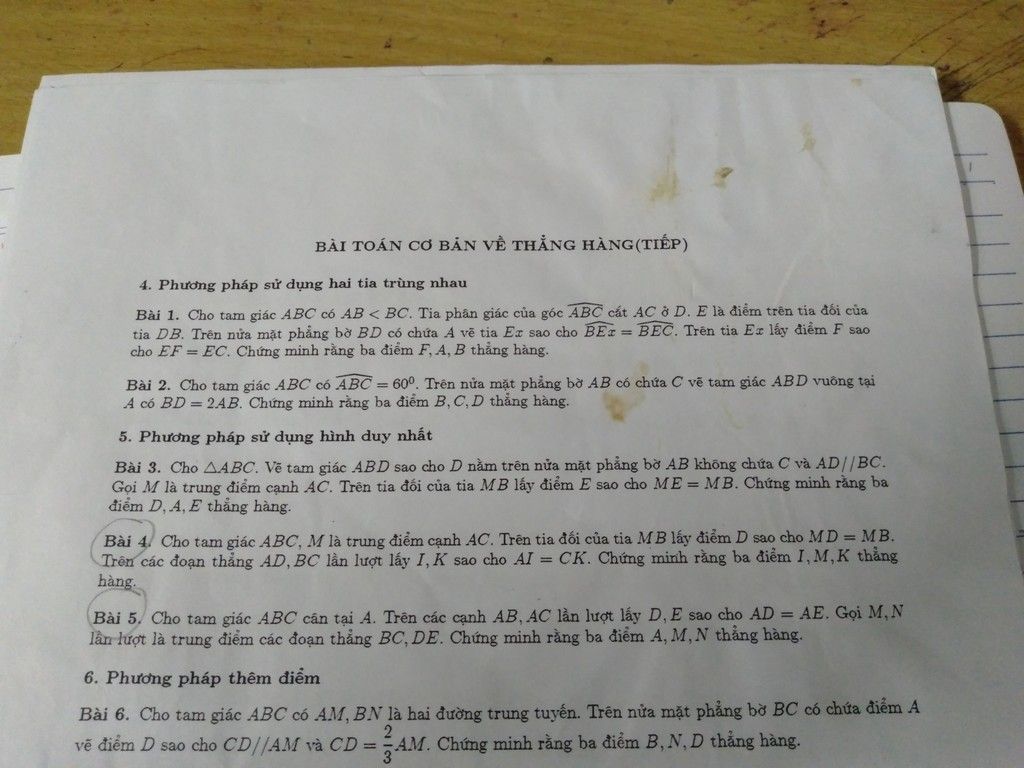 BÀI TOÁN CƠ BẢN VỀ THẲNG HÀNG(TIẾP)
4. Phương pháp sử dụng hai tia trùng nhau
Bài 1. Cho tam giác ABC có AB < BC. Tia phân giác của góc \widehat{ABC} cắt AC ở D. E là điểm trên tia đối của
tia DB. Trên nửa mặt phẳng bờ BD có chứa A vẽ tia Ex sao cho \widehat{BEx} = \widehat{BEC}. Trên tia Ex lấy điểm F sao
cho EF = EC. Chứng minh rằng ba điểm F, A, B thẳng hàng.
Bài 2. Cho tam giác ABC có \widehat{ABC} = 60⁰. Trên nửa mặt phẳng bờ AB có chứa C vẽ tam giác ABD vuông tại
A có BD = 2AB. Chứng minh rằng ba điểm B, C, D thẳng hàng.
5. Phương pháp sử dụng hình duy nhất
Bài 3. Cho △ABC. Vẽ tam giác ABD sao cho D nằm trên nửa mặt phẳng bờ AB không chứa C và AD//BC.
Gọi M là trung điểm cạnh AC. Trên tia đối của tia MB lấy điểm E sao cho ME = MB. Chứng minh rằng ba
điểm D, A, E thẳng hàng.
Bài 4. Cho tam giác ABC, M là trung điểm cạnh AC. Trên tia đối của tia MB lấy điểm D sao cho MD = MB.
Trên các đoạn thẳng AD, BC lần lượt lấy I, K sao cho AI = CK. Chứng minh rằng ba điểm I, M, K thẳng
hàng.
Bài 5. Cho tam giác ABC cân tại A. Trên các cạnh AB, AC lần lượt lấy D, E sao cho AD = AE. Gọi M, N
lần lượt là trung điểm các đoạn thẳng BC, DE. Chứng minh rằng ba điểm A, M, N thẳng hàng.
6. Phương pháp thêm điểm
Bài 6. Cho tam giác ABC có AM, BN là hai đường trung tuyến. Trên nửa mặt phẳng bờ BC có chứa điểm A
vẽ điểm D sao cho CD//AM và CD = \frac{2}{3}AM. Chứng minh rằng ba điểm B, N, D thẳng hàng.